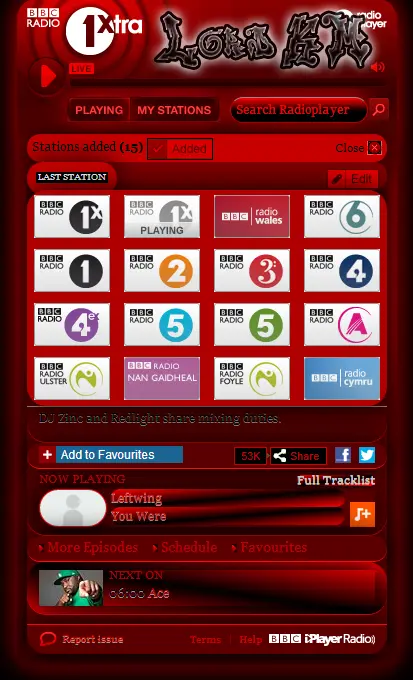 BBC RADIO 1Xtra Lord KM radio player
LIVE
PLAYING MY STATIONS Search Radioplayer
Stations added (15) Added Close
LAST STATION Edit
BBC RADIO 1X BBC RADIO 1X PLAYING BBC radio wales BBC RADIO 6
BBC RADIO 1 BBC RADIO 2 BBC RADIO 3 BBC RADIO 4
BBC RADIO 4 ex BBC RADIO 5 BBC RADIO 5 BBC RADIO A
BBC RADIO ULSTER BBC RADIO NAN GAIDHEAL BBC RADIO FOYLE BBC radio cymru
DJ Zinc and Redlight share mixing duties.
+ Add to Favourites 53K Share
NOW PLAYING Full Tracklist
Leftwing
You Were
More Episodes Schedule Favourites
NEXT ON
06:00 Ace
Report issue Terms Help BBC iPlayer Radio